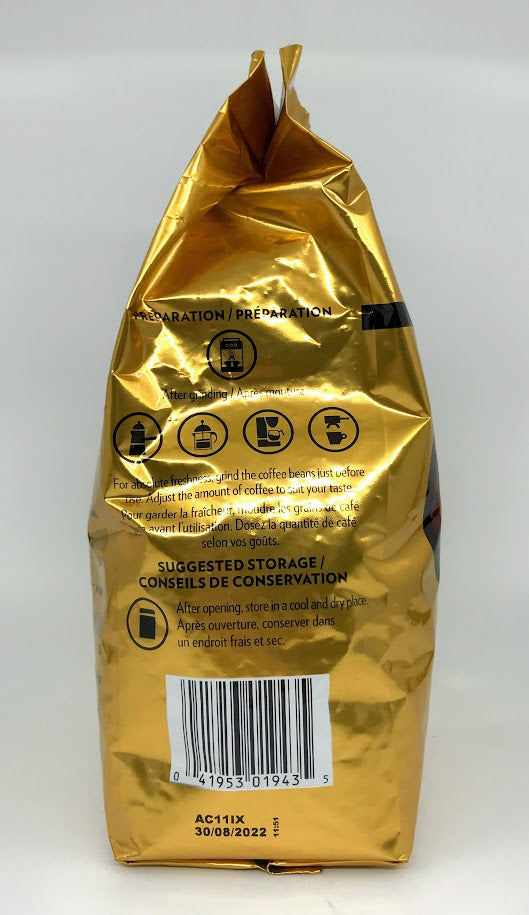 PRÉPARATION / PRÉPARATION
After grinding / Après mouture
For absolute freshness, grind the coffee beans just before
use. Adjust the amount of coffee to suit your taste.
Pour garder la fraîcheur, moudre les grains de café
avant l'utilisation. Dosez la quantité de café
selon vos goûts.
SUGGESTED STORAGE /
CONSEILS DE CONSERVATION
After opening, store in a cool and dry place.
Après ouverture, conserver dans
un endroit frais et sec.
0 41953 01943 5
AC11IX
30/08/2022
11:51